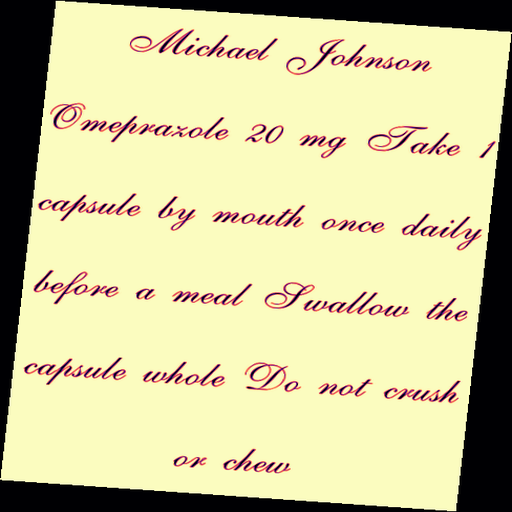 Michael Johnson
Omeprazole 20 mg Take 1
capsule by mouth once daily
before a meal Swallow the
capsule whole Do not crush
or chew